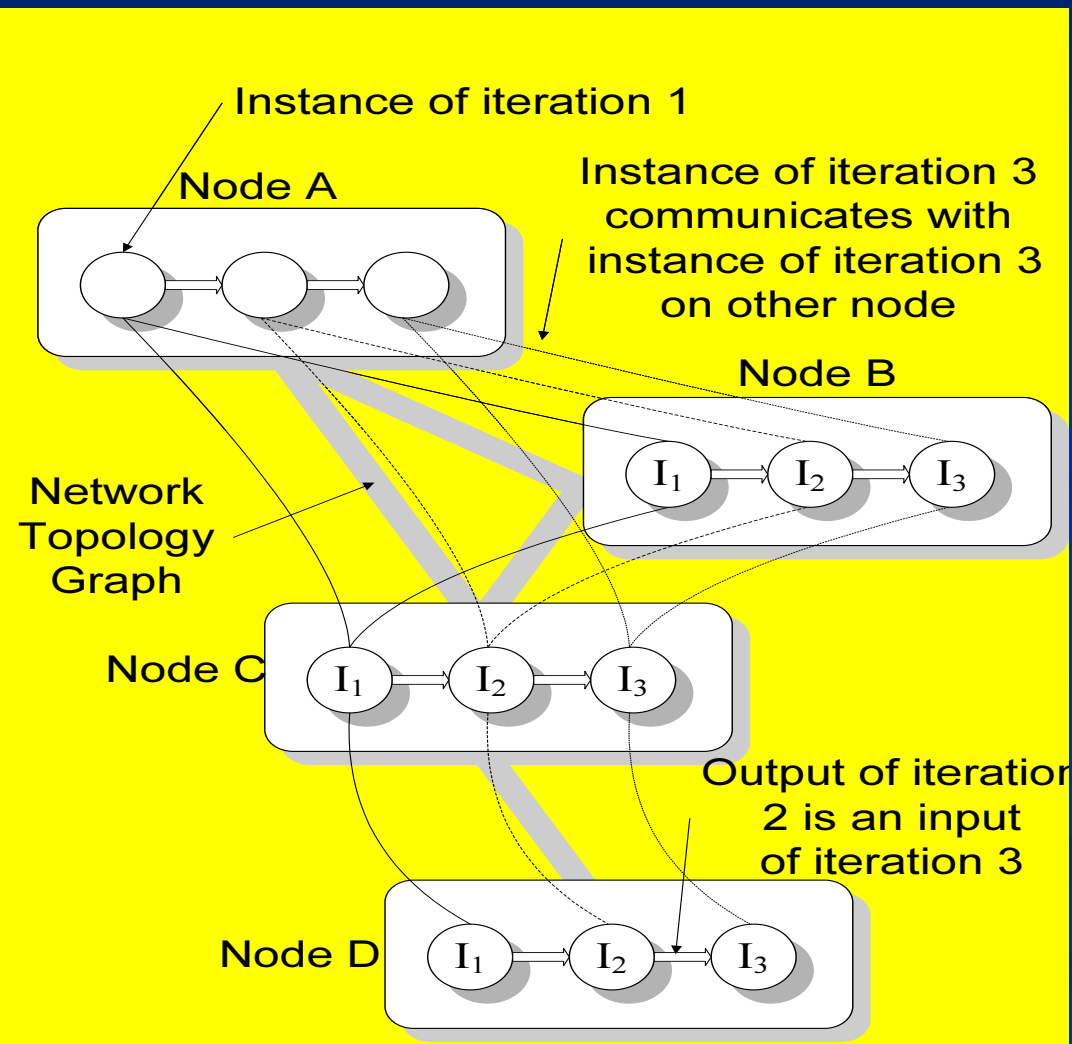 Instance of iteration 1
Node A
Instance of iteration 3
communicates with
instance of iteration 3
on other node
Node B
I₁ I₂ I₃
Network
Topology
Graph
Node C
I₁ I₂ I₃
Output of iteration
2 is an input
of iteration 3
Node D
I₁ I₂ I₃